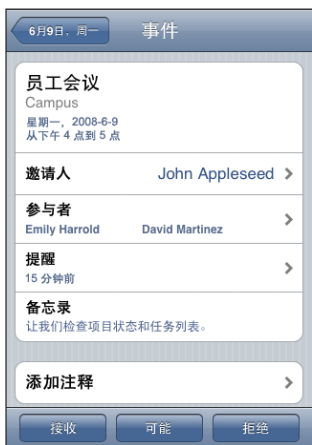 6月9日，周一
事件
员工会议
Campus
星期一，2008-6-9
从下午 4 点到 5 点
邀请人 John Appleseed
参与者
Emily Harrold David Martinez
提醒
15 分钟前
备忘录
让我们检查项目状态和任务列表。
添加注释
接收 可能 拒绝